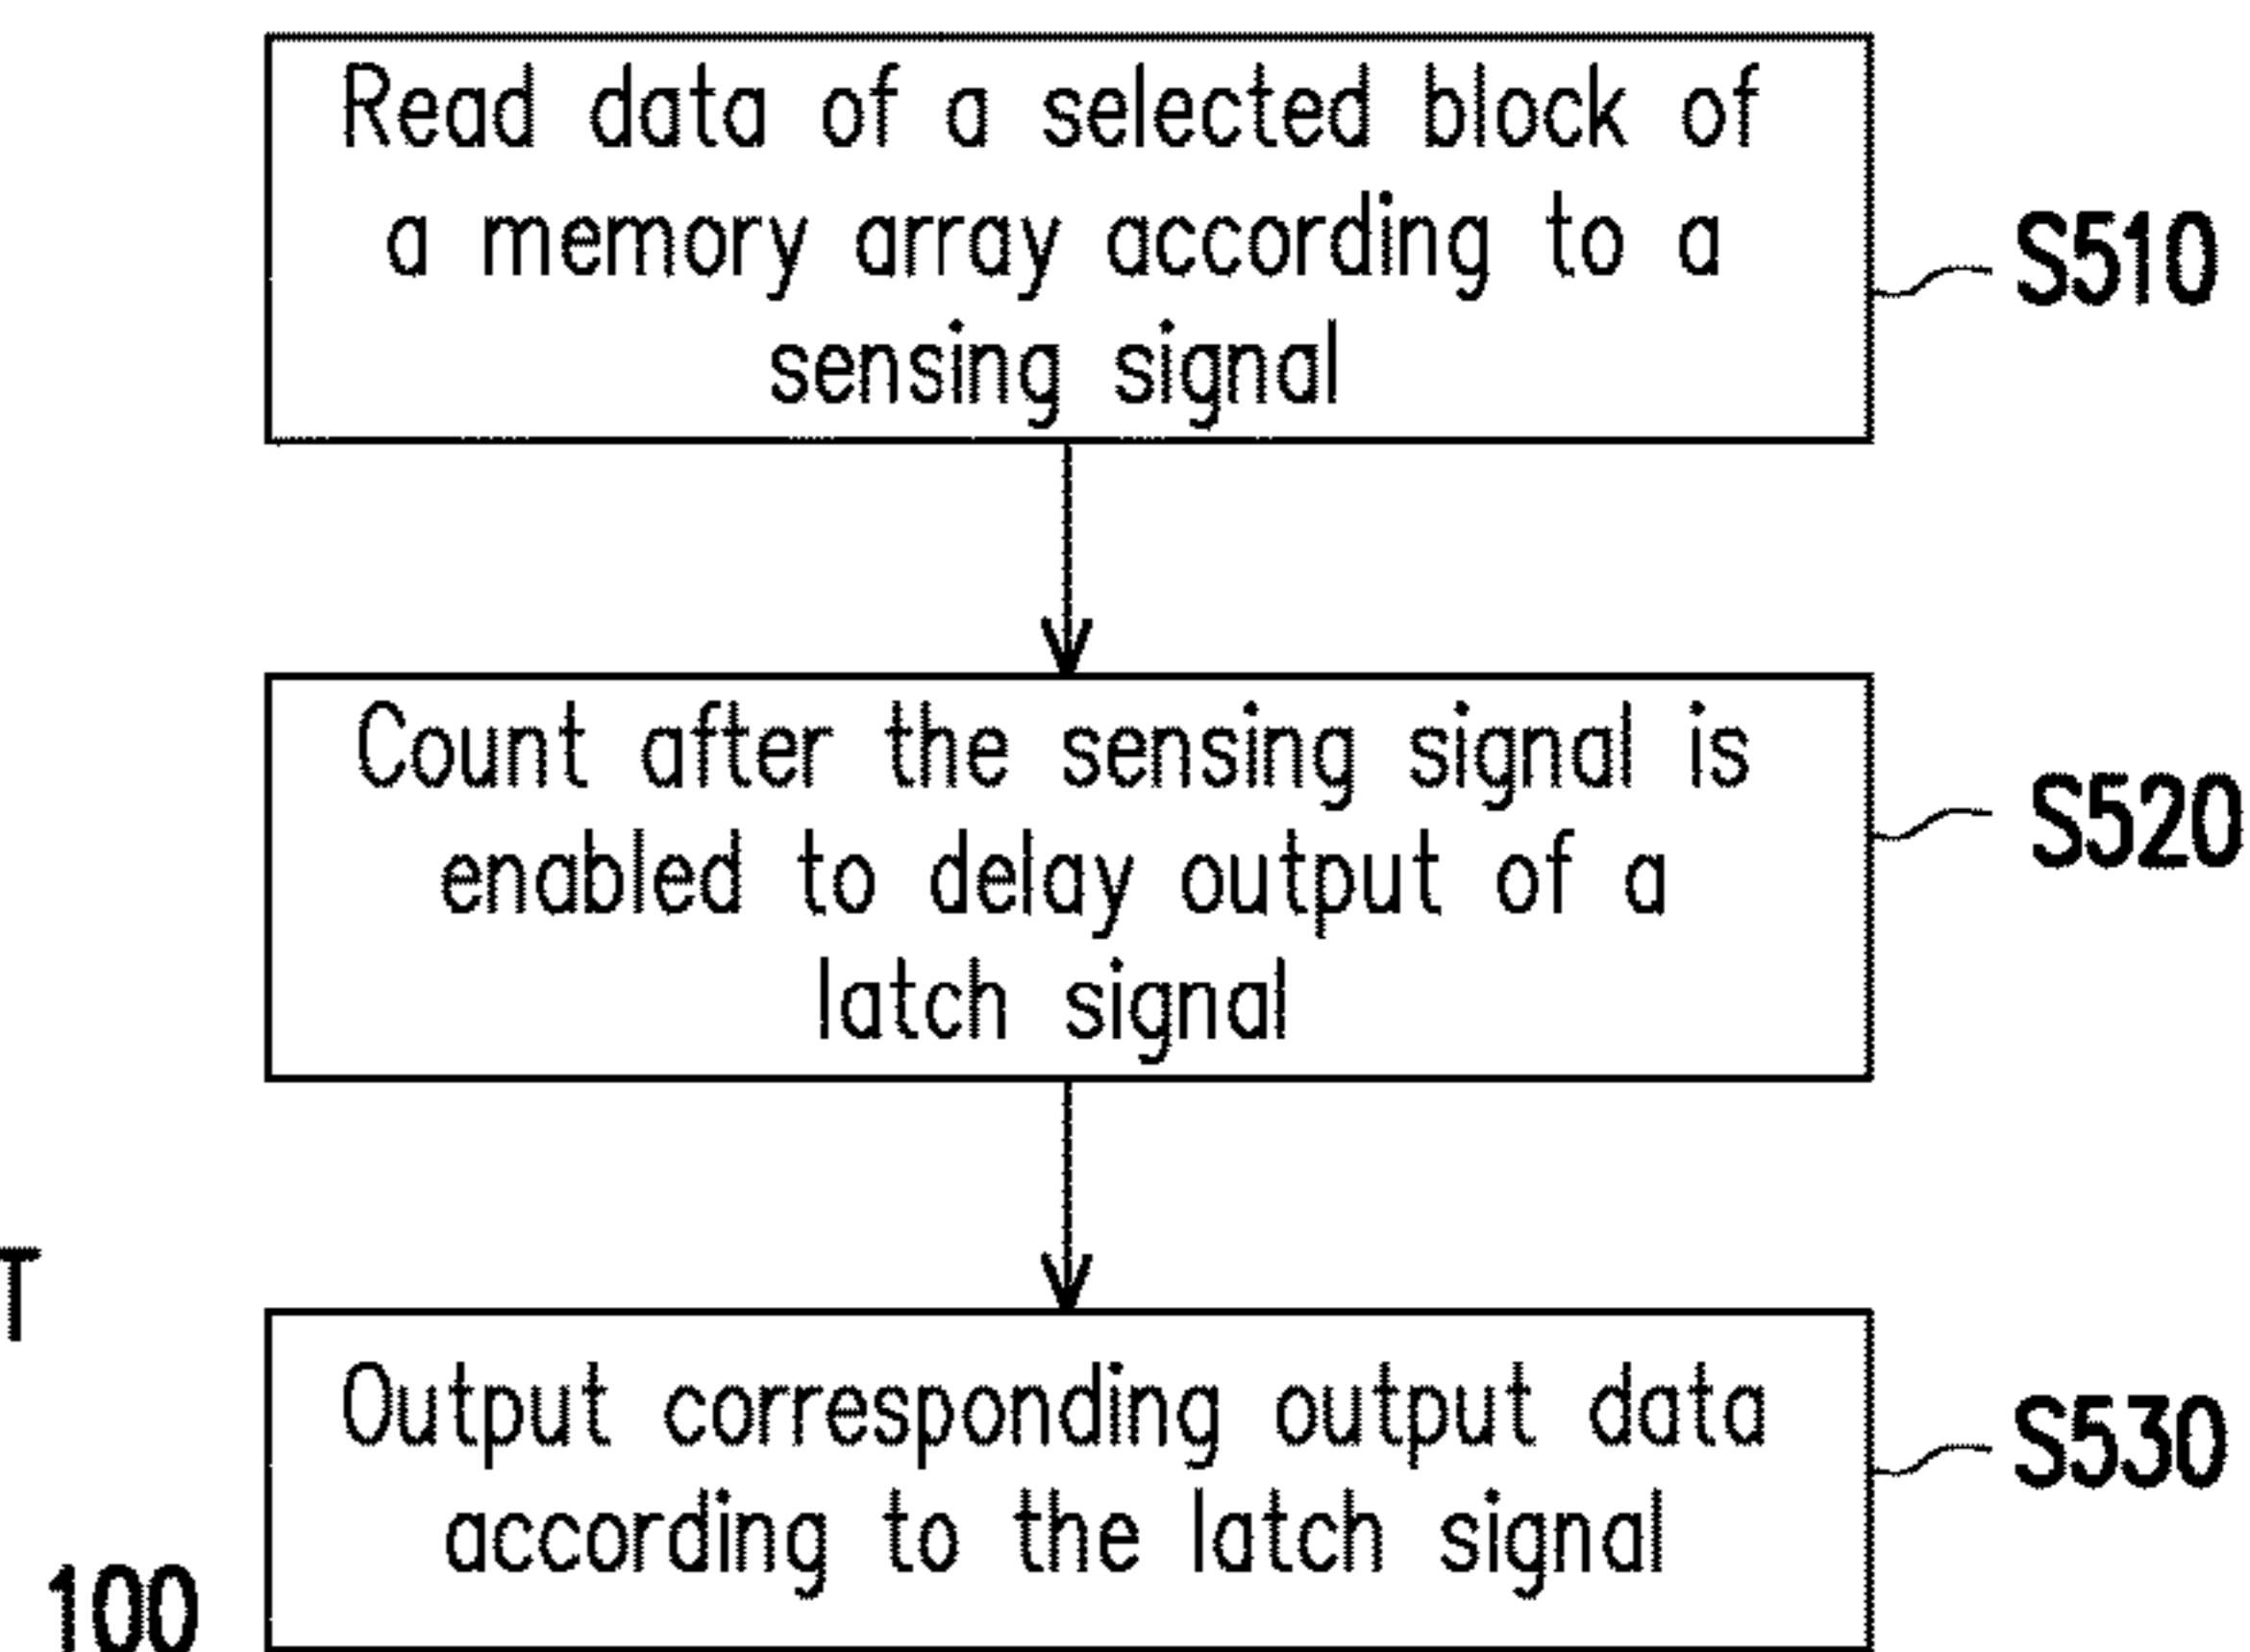 Read data of a selected block of
a memory array according to a
sensing signal
S510
Count after the sensing signal is
enabled to delay output of a
latch signal
S520
T
Output corresponding output data
according to the latch signal
S530
100